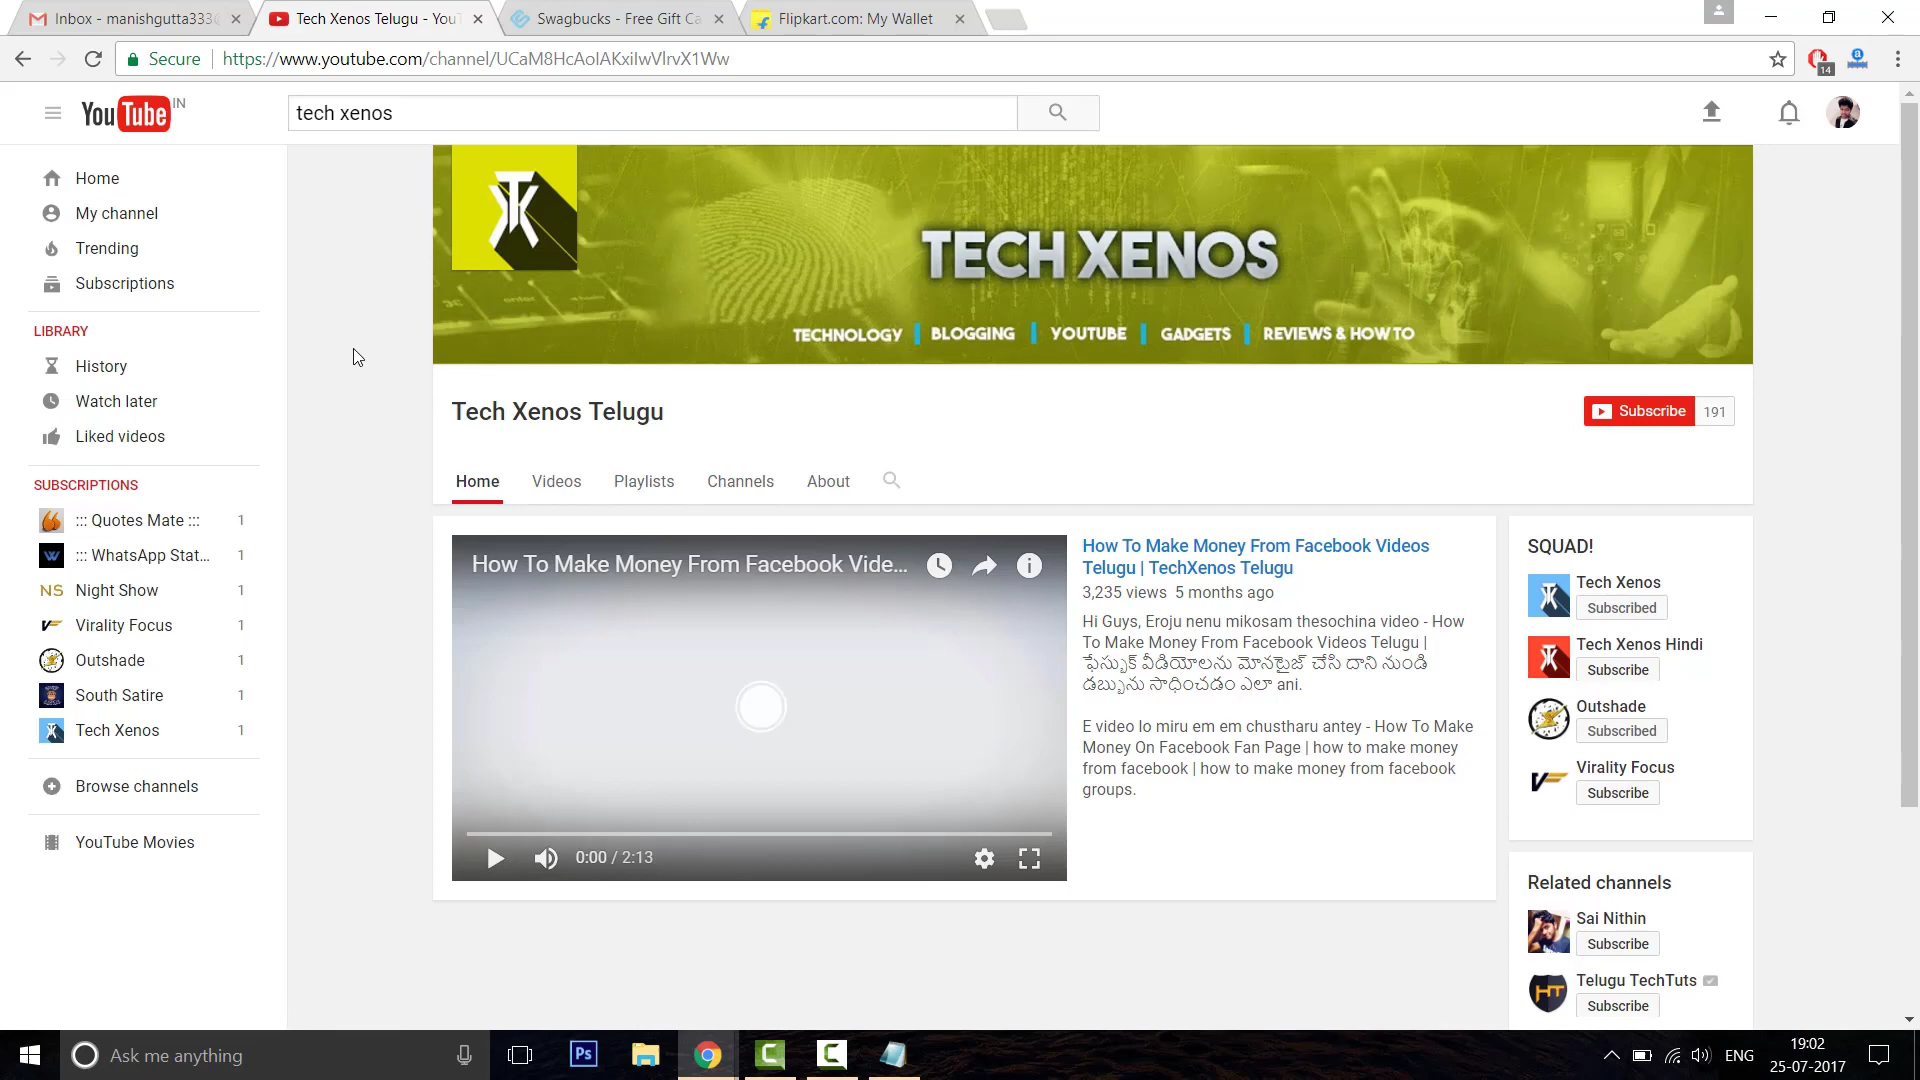 Inbox - manishgutta333
Tech Xenos Telugu - You
Swagbucks - Free Gift Ca
Flipkart.com: My Wallet
Secure
https://www.youtube.com/channel/UCaM8HcAoIAKxiIwVlrvX1Ww
14
YouTube IN
tech xenos
Home
My channel
Trending
Subscriptions
LIBRARY
History
Watch later
Liked videos
SUBSCRIPTIONS
::: Quotes Mate ::: 1
::: WhatsApp Stat... 1
NS Night Show 1
Virality Focus 1
Outshade 1
South Satire 1
Tech Xenos 1
Browse channels
YouTube Movies
TECH XENOS
TECHNOLOGY | BLOGGING | YOUTUBE | GADGETS | REVIEWS & HOW TO
Tech Xenos Telugu
Subscribe 191
Home Videos Playlists Channels About
How To Make Money From Facebook Vide...
0:00 / 2:13
How To Make Money From Facebook Videos
Telugu | TechXenos Telugu
3,235 views 5 months ago
Hi Guys, Eroju nenu mikosam thesochina video - How
To Make Money From Facebook Videos Telugu |
ఫేస్బుక్ వీడియోలను మోనటైజ్ చేసి దాని నుండి
డబ్బును సాధించడం ఎలా ani.
E video lo miru em em chustharu antey - How To Make
Money On Facebook Fan Page | how to make money
from facebook | how to make money from facebook
groups.
SQUAD!
Tech Xenos
Subscribed
Tech Xenos Hindi
Subscribe
Outshade
Subscribed
Virality Focus
Subscribe
Related channels
Sai Nithin
Subscribe
HT
Telugu TechTuts
Subscribe
Ask me anything
Ps
ENG
19:02
25-07-2017